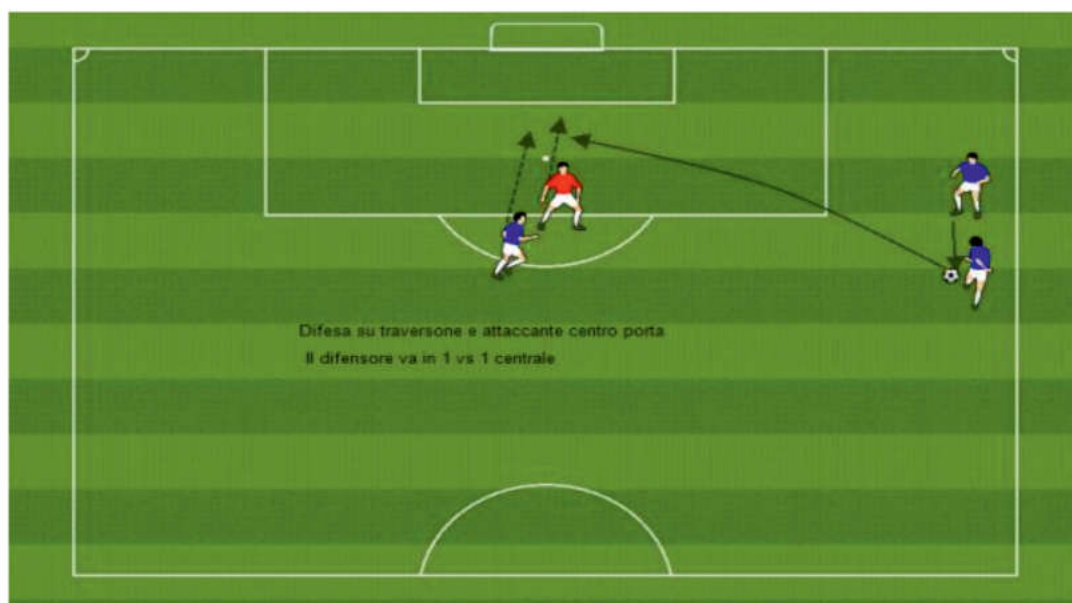 Difesa su traversone e attaccante centro porta
Il difensore va in 1 vs 1 centrale